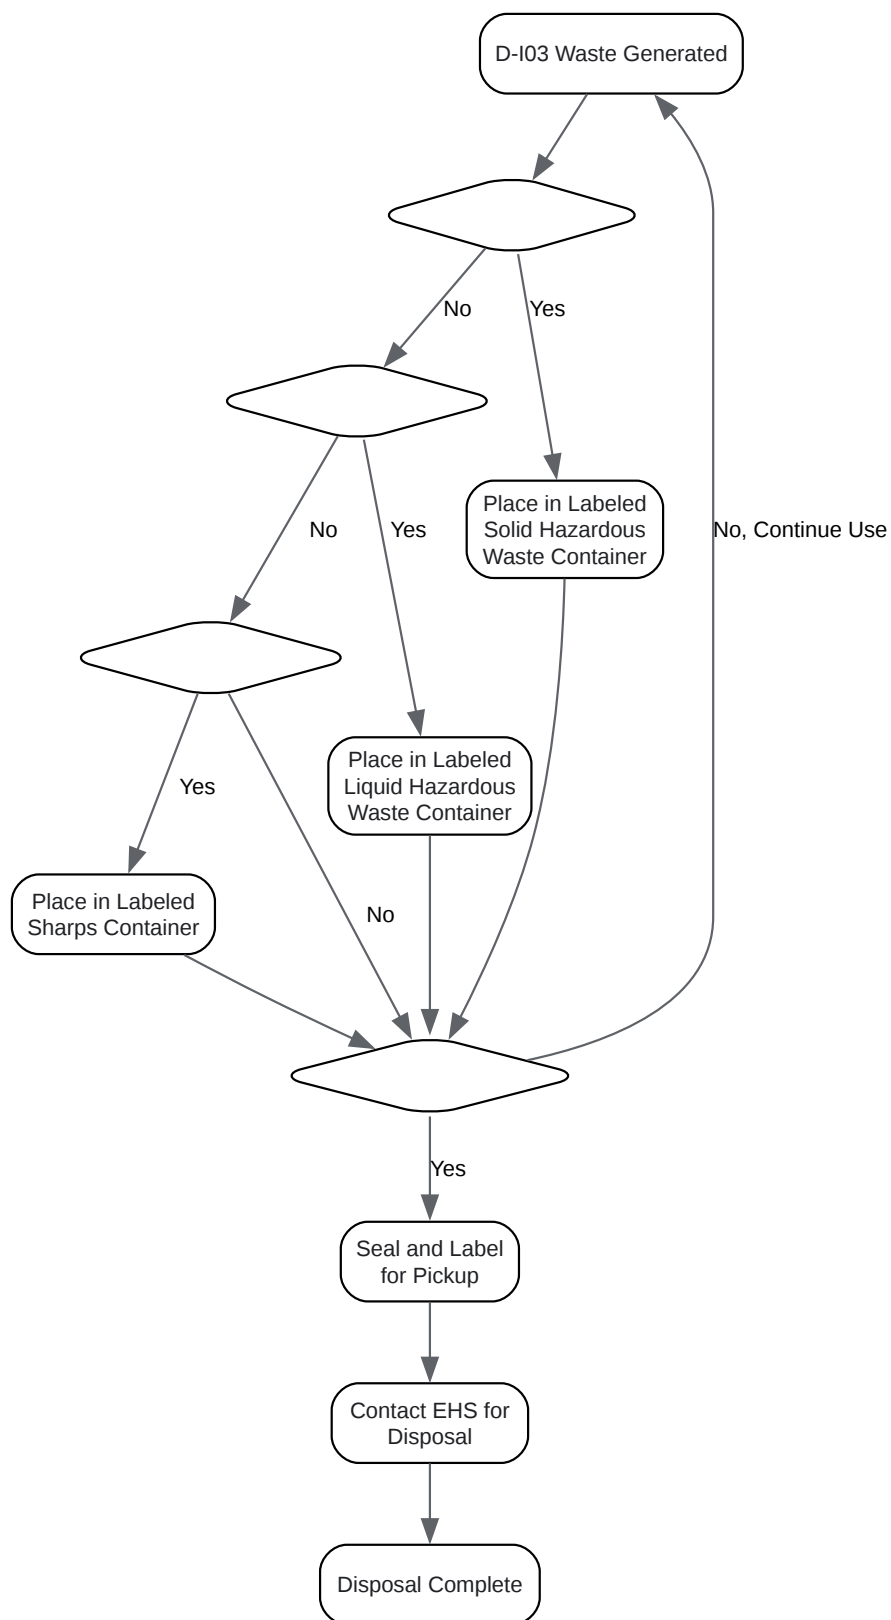 D-I03 Waste Generated
No
Yes
No
Yes
Place in Labeled
Solid Hazardous
Waste Container
No, Continue Use
Yes
Place in Labeled
Liquid Hazardous
Waste Container
Place in Labeled
Sharps Container
No
Yes
Seal and Label
for Pickup
Contact EHS for
Disposal
Disposal Complete